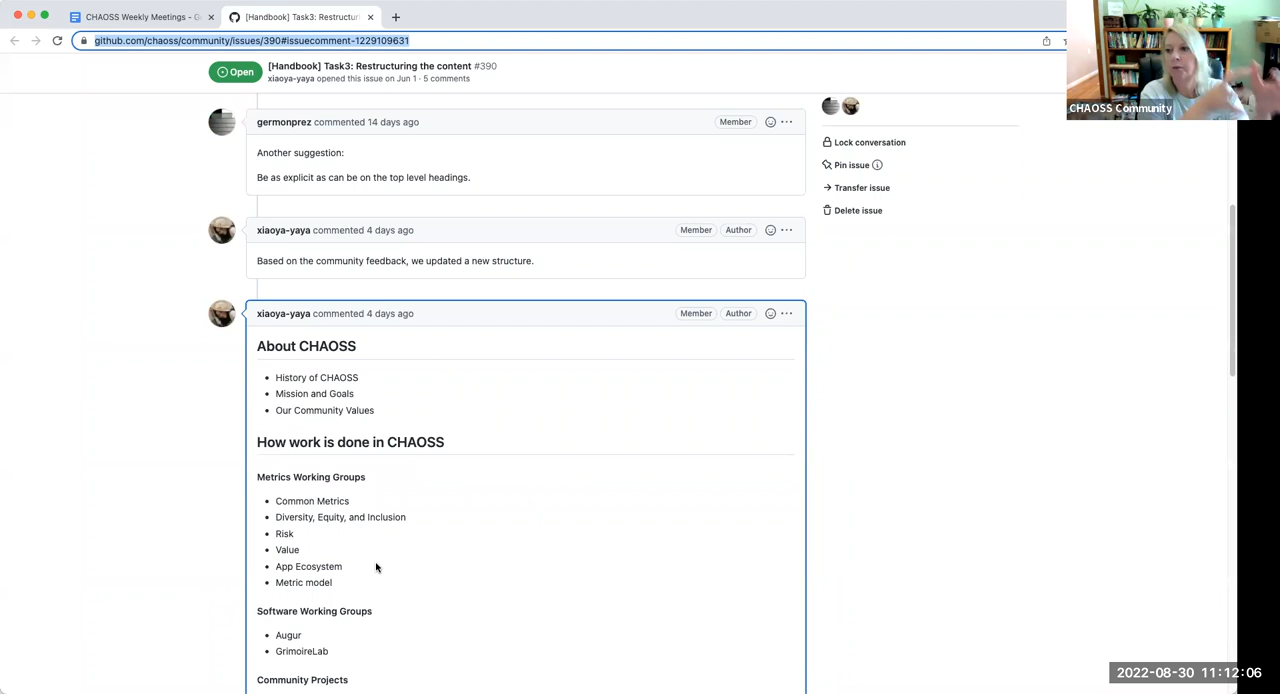 CHAOSS Weekly Meetings - G
[Handbook] Task3: Restructuri
github.com/chaoss/community/issues/390#issuecomment-1229109631
Open
[Handbook] Task3: Restructuring the content #390
xiaoya-yaya opened this issue on Jun 1 · 5 comments
germonprez commented 14 days ago
Member
Another suggestion:
Be as explicit as can be on the top level headings.
xiaoya-yaya commented 4 days ago
Member
Author
Based on the community feedback, we updated a new structure.
xiaoya-yaya commented 4 days ago
Member
Author
About CHAOSS
• History of CHAOSS
• Mission and Goals
• Our Community Values
How work is done in CHAOSS
Metrics Working Groups
• Common Metrics
• Diversity, Equity, and Inclusion
• Risk
• Value
• App Ecosystem
• Metric model
Software Working Groups
• Augur
• GrimoireLab
Community Projects
Lock conversation
Pin issue
Transfer issue
Delete issue
CHAOSS Community
2022-08-30 11:12:06